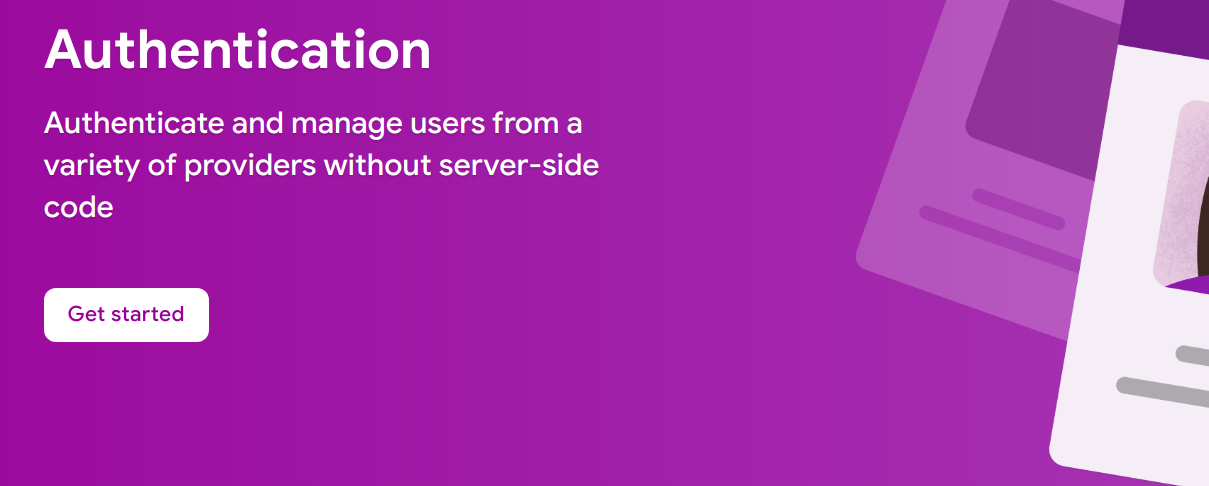 Authentication
Authenticate and manage users from a
variety of providers without server-side
code
Get started